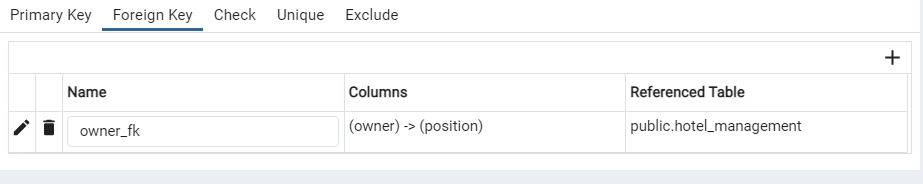 Primary Key Foreign Key Check Unique Exclude
Name Columns Referenced Table
owner_fk (owner) -> (position) public.hotel_management